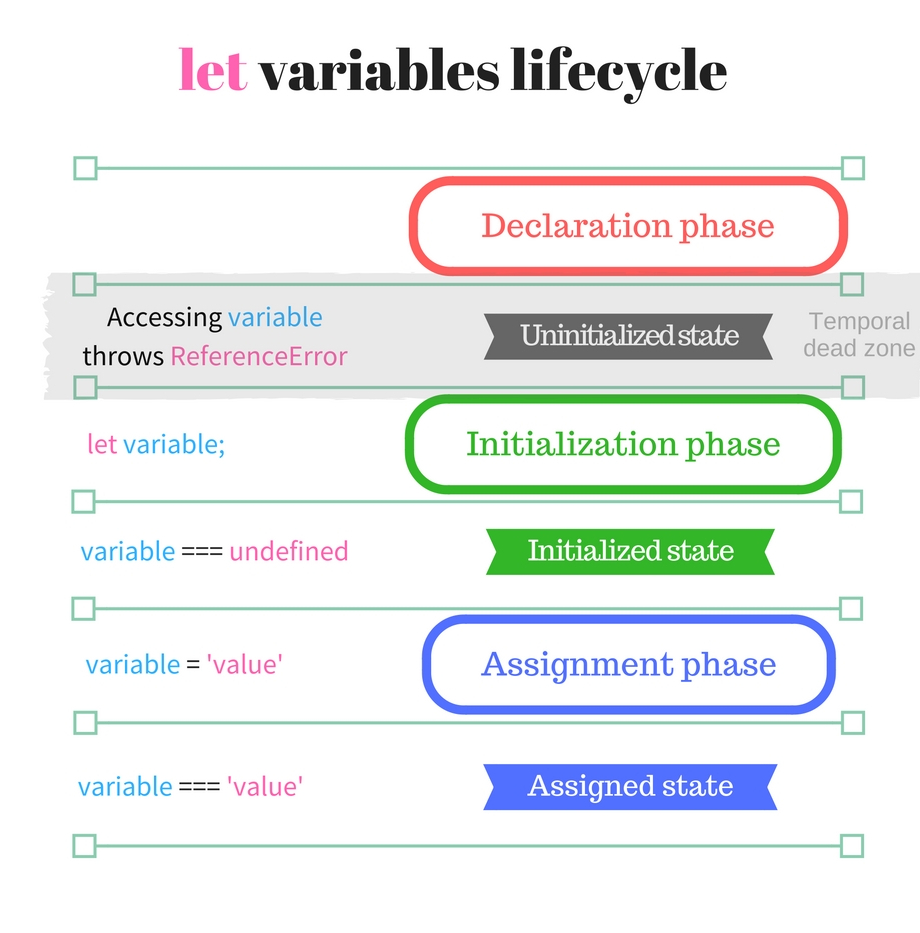 let variables lifecycle
Declaration phase
Accessing variable
throws ReferenceError
Uninitialized state
Temporal
dead zone
let variable;
Initialization phase
variable === undefined
Initialized state
variable = 'value'
Assignment phase
variable === 'value'
Assigned state